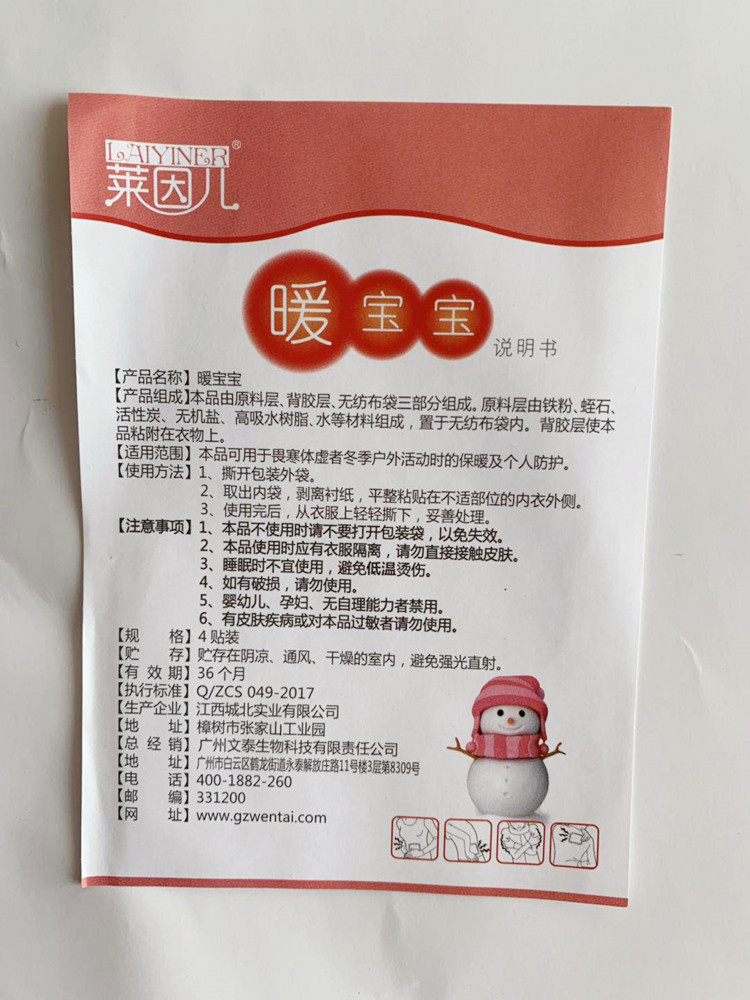 LAIYINER®
莱因儿
暖宝宝
说明书
【产品名称】暖宝宝
【产品组成】本品由原料层、背胶层、无纺布袋三部分组成。原料层由铁粉、蛭石、
活性炭、无机盐、高吸水树脂、水等材料组成，置于无纺布袋内。背胶层使本
品粘附在衣物上。
【适用范围】本品可用于畏寒体虚者冬季户外活动时的保暖及个人防护。
【使用方法】1、撕开包装外袋。
2、取出内袋，剥离衬纸，平整粘贴在不适部位的内衣外侧。
3、使用完后，从衣服上轻轻撕下，妥善处理。
【注意事项】1、本品不使用时请不要打开包装袋，以免失效。
2、本品使用时应有衣服隔离，请勿直接接触皮肤。
3、睡眠时不宜使用，避免低温烫伤。
4、如有破损，请勿使用。
5、婴幼儿、孕妇、无自理能力者禁用。
6、有皮肤疾病或对本品过敏者请勿使用。
【规 格】4贴装
【贮 存】贮存在阴凉、通风、干燥的室内，避免强光直射。
【有 效 期】36个月
【执行标准】Q/ZCS 049-2017
【生产企业】江西城北实业有限公司
【地 址】樟树市张家山工业园
【总 经 销】广州文泰生物科技有限责任公司
【地 址】广州市白云区鹤龙街道永泰解放庄路11号楼3层第8309号
【电 话】400-1882-260
【邮 编】331200
【网 址】www.gzwentai.com